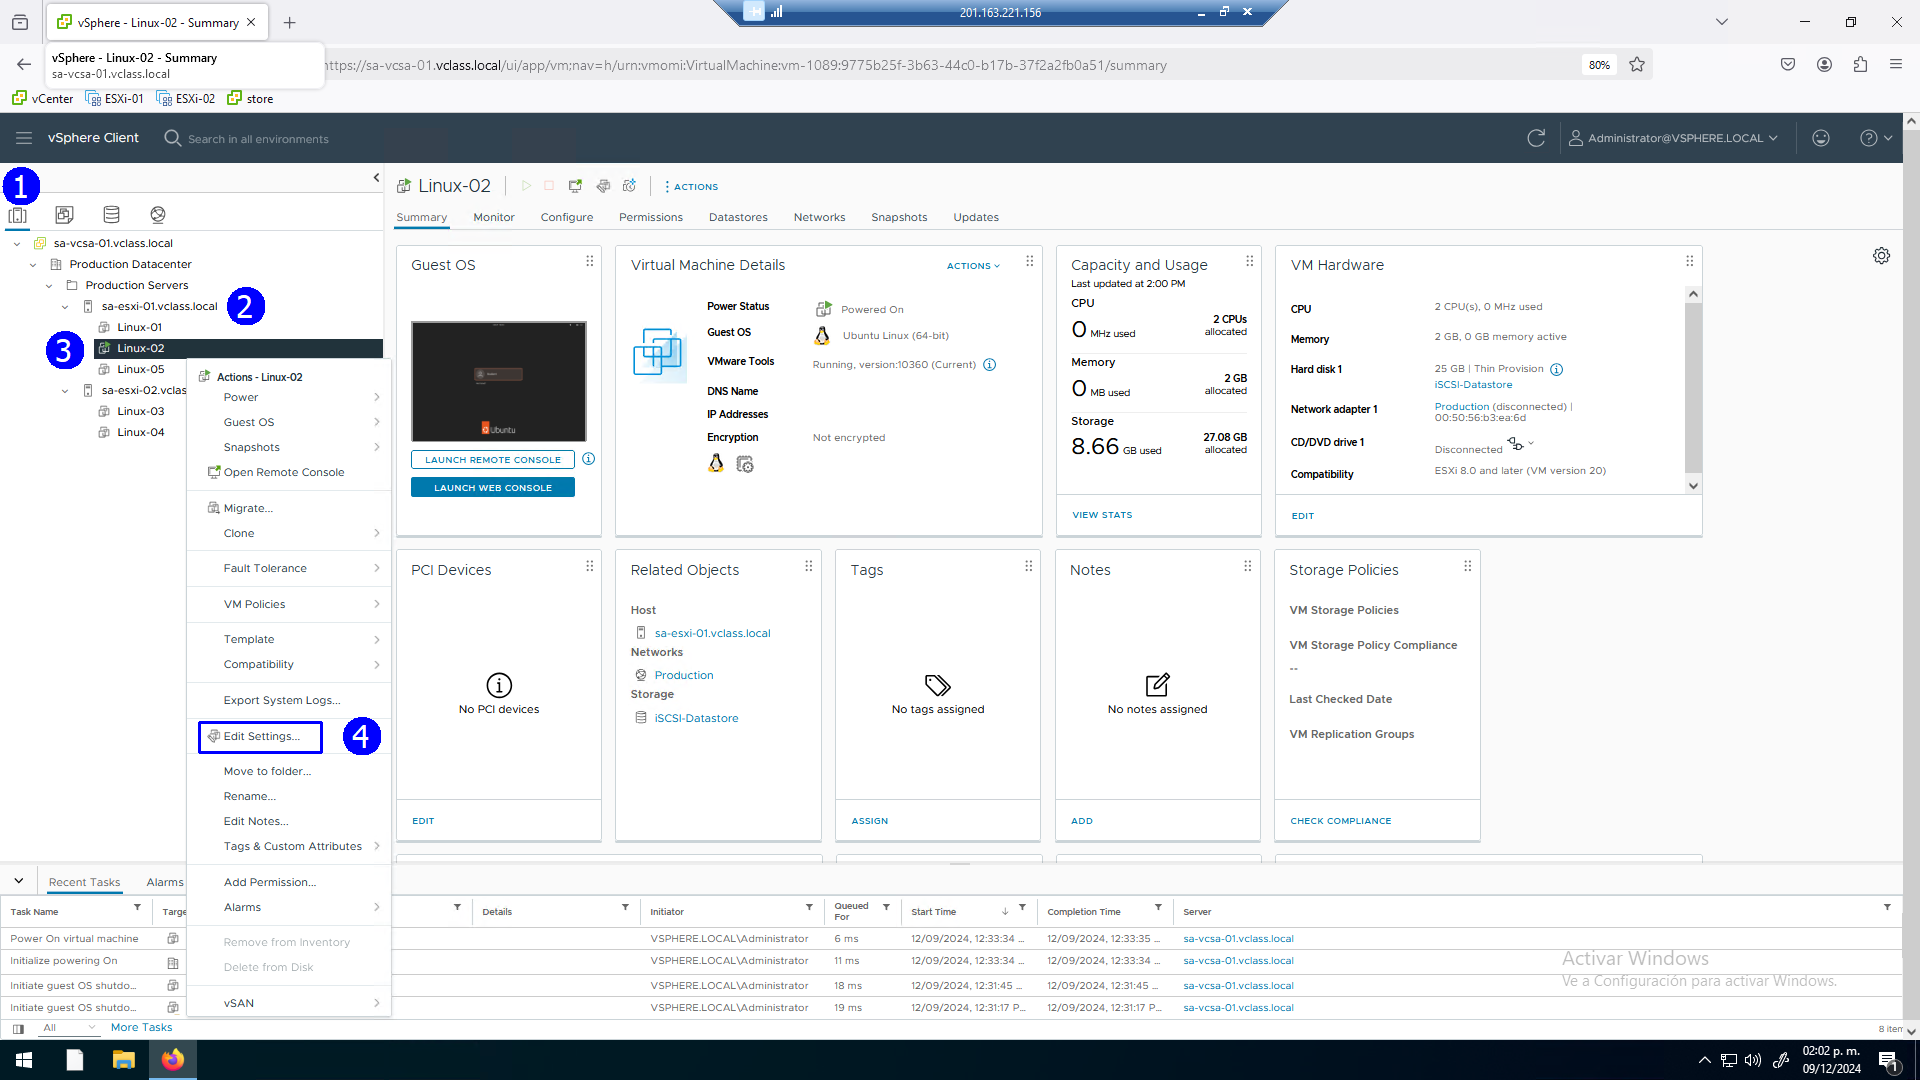 vSphere - Linux-02 - Summary
201.163.221.156
vSphere - Linux-02 - Summary
sa-vcsa-01.vclass.local
https://sa-vcsa-01.vclass.local/ui/app/vm;nav=h/urn:vmomi:VirtualMachine:vm-1089:9775b25f-3b63-44c0-b17b-37f2a2fb0a51/summary
80%
vCenter ESXi-01 ESXi-02 store
vSphere Client
Search in all environments
Administrator@VSPHERE.LOCAL
1
Linux-02
ACTIONS
Summary Monitor Configure Permissions Datastores Networks Snapshots Updates
sa-vcsa-01.vclass.local
Production Datacenter
Production Servers
sa-esxi-01.vclass.local
2
Linux-01
3
Linux-02
Linux-05
sa-esxi-02.vclas
Linux-03
Linux-04
Actions - Linux-02
Power
Guest OS
Snapshots
Open Remote Console
Migrate...
Clone
Fault Tolerance
VM Policies
Template
Compatibility
Export System Logs...
Edit Settings...
4
Move to folder...
Rename...
Edit Notes...
Tags & Custom Attributes
Add Permission...
Alarms
Remove from Inventory
Delete from Disk
vSAN
Guest OS
Ubuntu
LAUNCH REMOTE CONSOLE
LAUNCH WEB CONSOLE
Virtual Machine Details
ACTIONS
Power Status Powered On
Guest OS Ubuntu Linux (64-bit)
VMware Tools Running, version:10360 (Current)
DNS Name
IP Addresses
Encryption Not encrypted
Capacity and Usage
Last updated at 2:00 PM
CPU
0 MHz used
2 CPUs
allocated
Memory
0 MB used
2 GB
allocated
Storage
8.66 GB used
27.08 GB
allocated
VIEW STATS
VM Hardware
CPU 2 CPU(s), 0 MHz used
Memory 2 GB, 0 GB memory active
Hard disk 1 25 GB | Thin Provision
iSCSI-Datastore
Network adapter 1 Production (disconnected) |
00:50:56:b3:ea:6d
CD/DVD drive 1 Disconnected
Compatibility ESXi 8.0 and later (VM version 20)
EDIT
PCI Devices
No PCI devices
EDIT
Related Objects
Host
sa-esxi-01.vclass.local
Networks
Production
Storage
iSCSI-Datastore
Tags
No tags assigned
ASSIGN
Notes
No notes assigned
ADD
Storage Policies
VM Storage Policies
VM Storage Policy Compliance
--
Last Checked Date
VM Replication Groups
CHECK COMPLIANCE
Recent Tasks Alarms
Task Name Targe Details Initiator Queued For Start Time Completion Time Server
Power On virtual machine VSPHERE.LOCAL\Administrator 6 ms 12/09/2024, 12:33:34 ... 12/09/2024, 12:33:35 ... sa-vcsa-01.vclass.local
Initialize powering On VSPHERE.LOCAL\Administrator 11 ms 12/09/2024, 12:33:34 ... 12/09/2024, 12:33:34 ... sa-vcsa-01.vclass.local
Initiate guest OS shutdo... VSPHERE.LOCAL\Administrator 18 ms 12/09/2024, 12:31:45 ... 12/09/2024, 12:31:45 ... sa-vcsa-01.vclass.local
Initiate guest OS shutdo... VSPHERE.LOCAL\Administrator 19 ms 12/09/2024, 12:31:17 P... 12/09/2024, 12:31:17 P... sa-vcsa-01.vclass.local
Activar Windows
Ve a Configuración para activar Windows.
All More Tasks
8 item
02:02 p. m.
09/12/2024
1